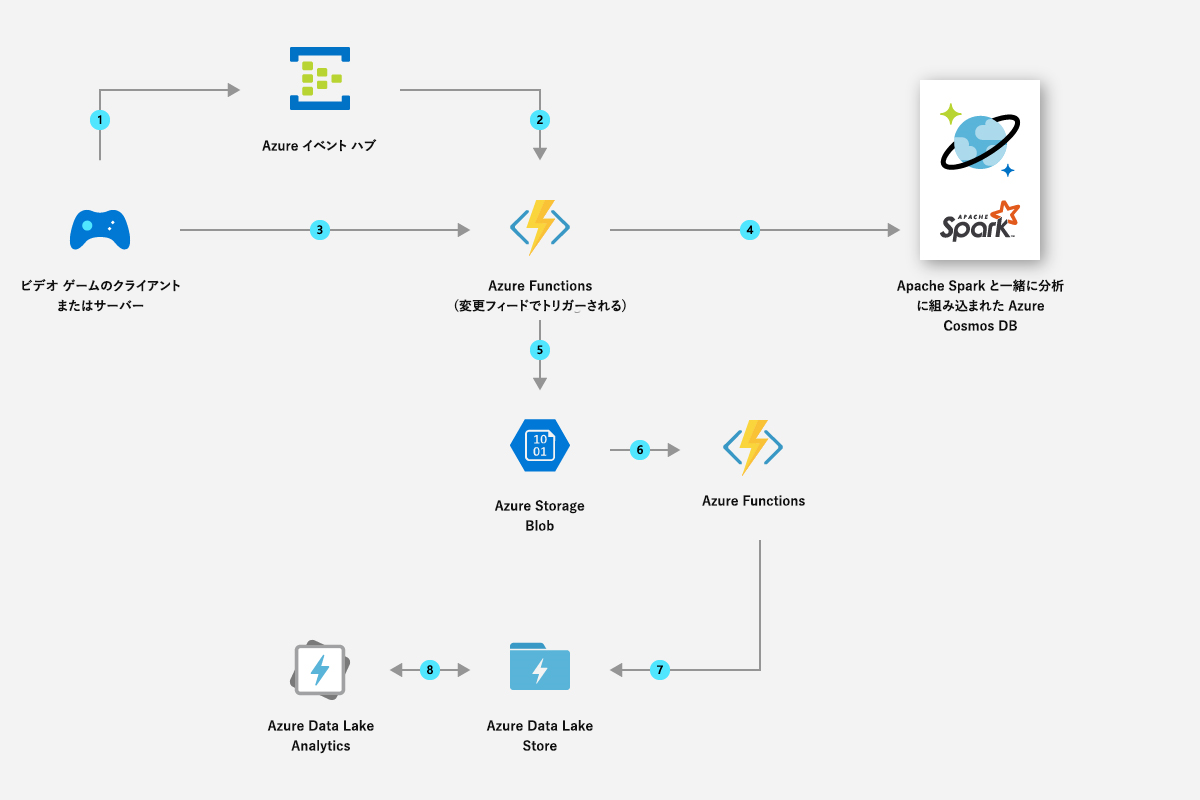 1
2
Azure イベント ハブ
3
4
APACHE
Spark™
ビデオ ゲームのクライアント
またはサーバー
Azure Functions
(変更フィードでトリガーされる)
Apache Spark と一緒に分析
に組み込まれた Azure
Cosmos DB
5
10
01
6
Azure Storage
Blob
Azure Functions
8
7
Azure Data Lake
Analytics
Azure Data Lake
Store